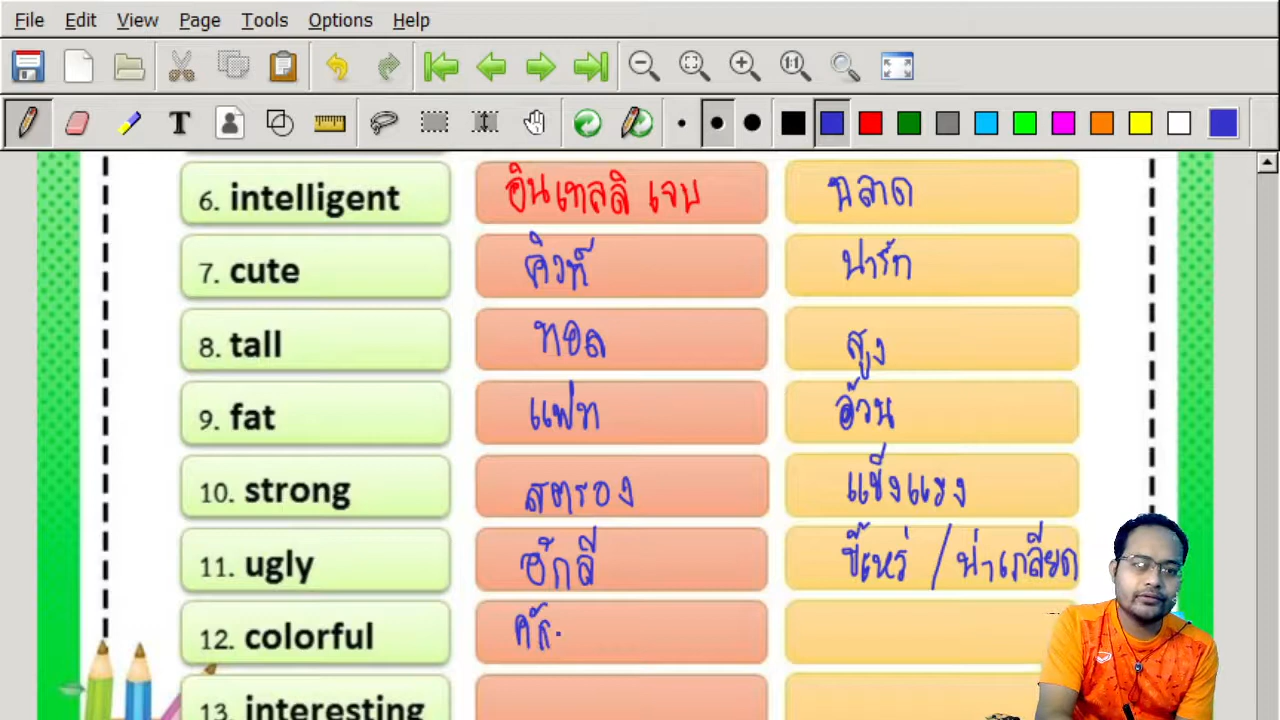 File Edit View Page Tools Options Help
T 1:1
6. intelligent อินเทลลิ เจน ฉลาด
7. cute คิวท์ น่ารัก
8. tall ทอล สูง
9. fat แฟ่ท อ้วน
10. strong สตรอง แข็งแรง
11. ugly อักลี ขี้เหร่ / น่าเกลียด
12. colorful คัล
13. interesting